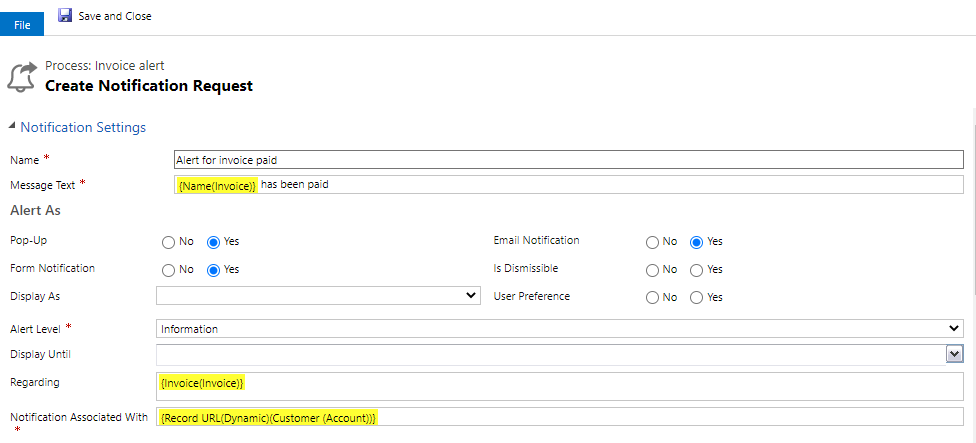 File Save and Close
Process: Invoice alert
Create Notification Request
Notification Settings
Name * Alert for invoice paid
Message Text * {Name(Invoice)} has been paid
Alert As
Pop-Up No Yes Email Notification No Yes
Form Notification No Yes Is Dismissible No Yes
Display As User Preference No Yes
Alert Level * Information
Display Until
Regarding {Invoice(Invoice)}
Notification Associated With {Record URL(Dynamic)(Customer (Account))}
*